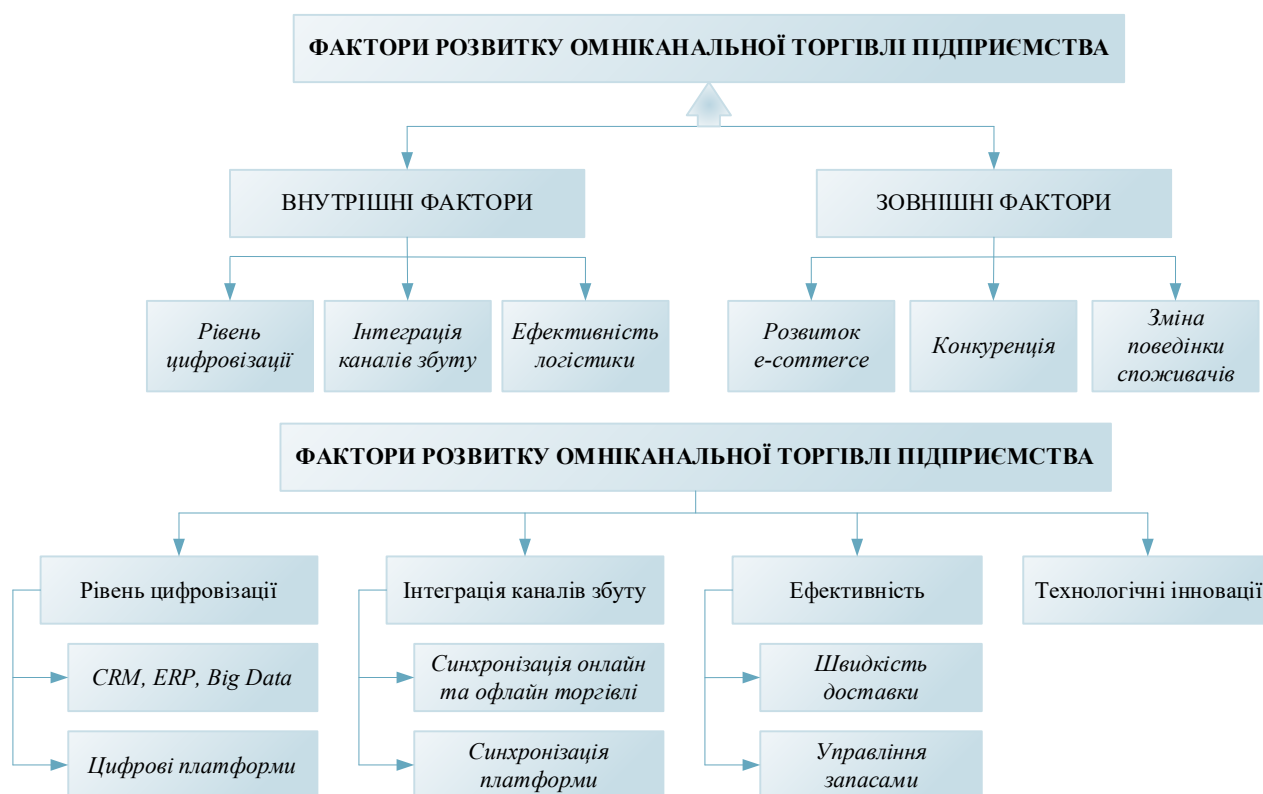 ФАКТОРИ РОЗВИТКУ ОМНІКАНАЛЬНОЇ ТОРГІВЛІ ПІДПРИЄМСТВА
ВНУТРІШНІ ФАКТОРИ
ЗОВНІШНІ ФАКТОРИ
Рівень
цифровізації
Інтеграція
каналів збуту
Ефективність
логістики
Розвиток
e-commerce
Конкуренція
Зміна
поведінки
споживачів
ФАКТОРИ РОЗВИТКУ ОМНІКАНАЛЬНОЇ ТОРГІВЛІ ПІДПРИЄМСТВА
Рівень цифровізації
Інтеграція каналів збуту
Ефективність
Технологічні інновації
CRM, ERP, Big Data
Синхронізація онлайн
та офлайн торгівлі
Швидкість
доставки
Цифрові платформи
Синхронізація
платформи
Управління
запасами